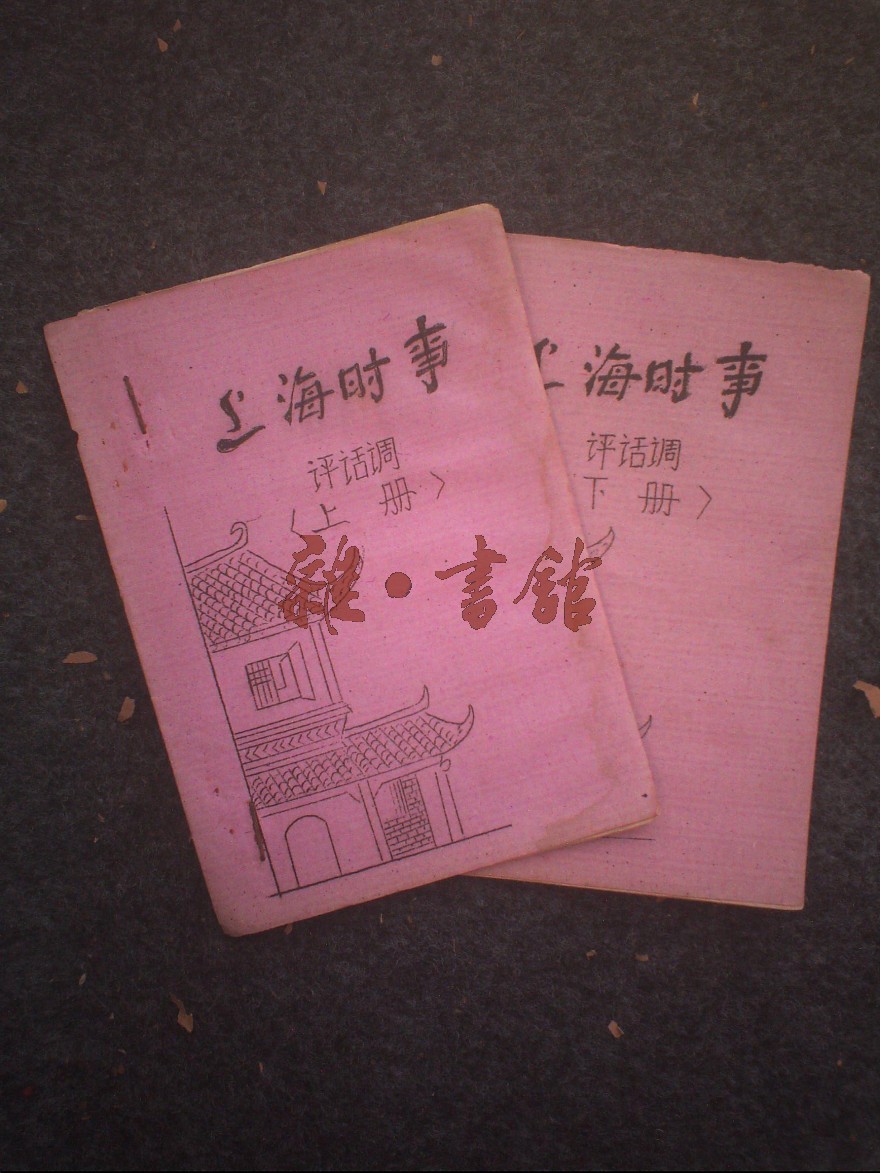 上海时事
评话调
〈上 册〉
上海时事
评话调
下 册〉
雜·書館